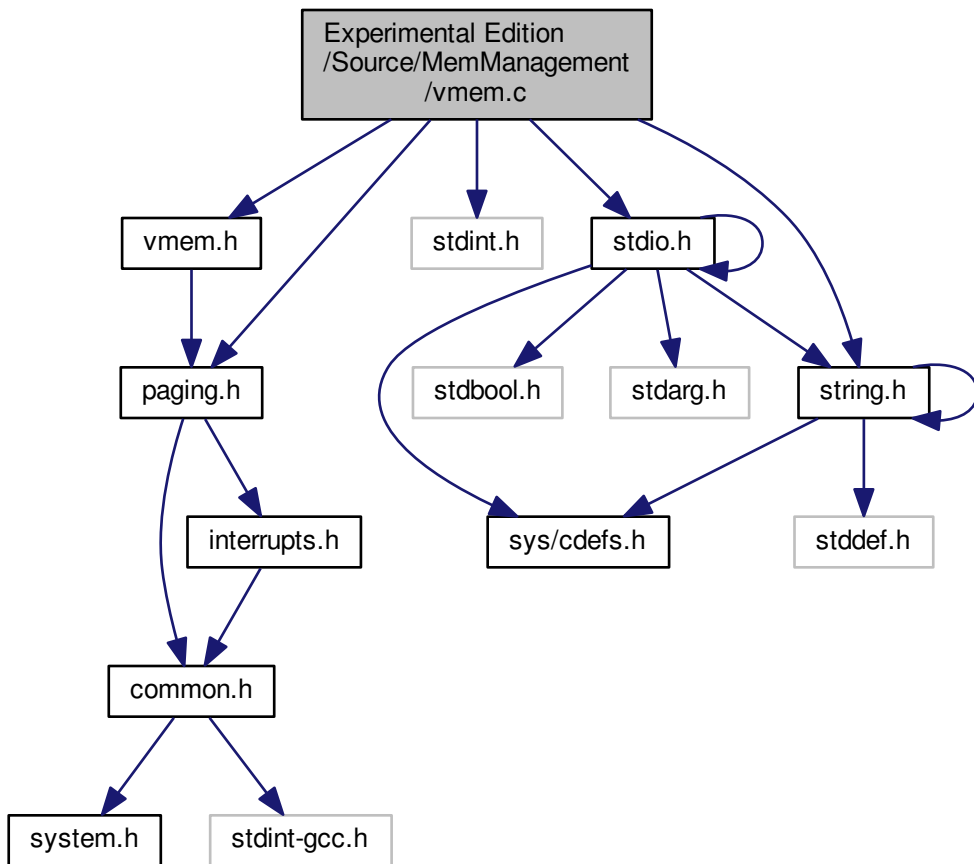 Experimental Edition
/Source/MemManagement
/vmem.c
vmem.h
stdint.h
stdio.h
paging.h
stdbool.h
stdarg.h
string.h
interrupts.h
sys/cdefs.h
stddef.h
common.h
system.h
stdint-gcc.h